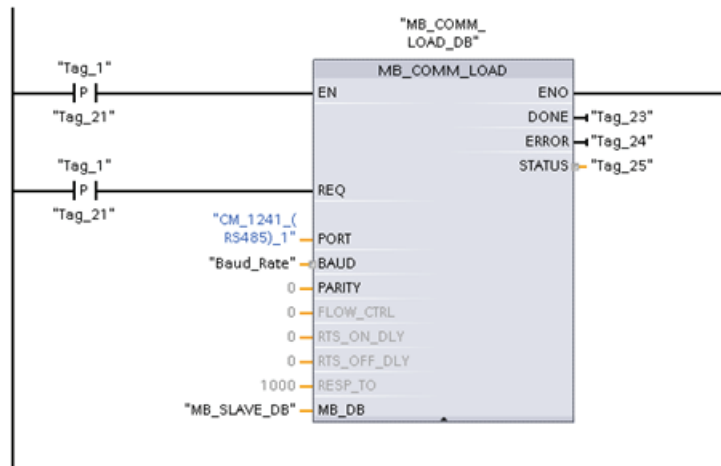 "MB_COMM_
LOAD_DB"
MB_COMM_LOAD
"Tag_1"
P
"Tag_21"
EN
ENO
DONE
"Tag_23"
ERROR
"Tag_24"
STATUS
"Tag_25"
"Tag_1"
P
"Tag_21"
REQ
"CM_1241_(
RS485)_1"
PORT
"Baud_Rate"
BAUD
0
PARITY
0
FLOW_CTRL
0
RTS_ON_DLY
0
RTS_OFF_DLY
1000
RESP_TO
"MB_SLAVE_DB"
MB_DB